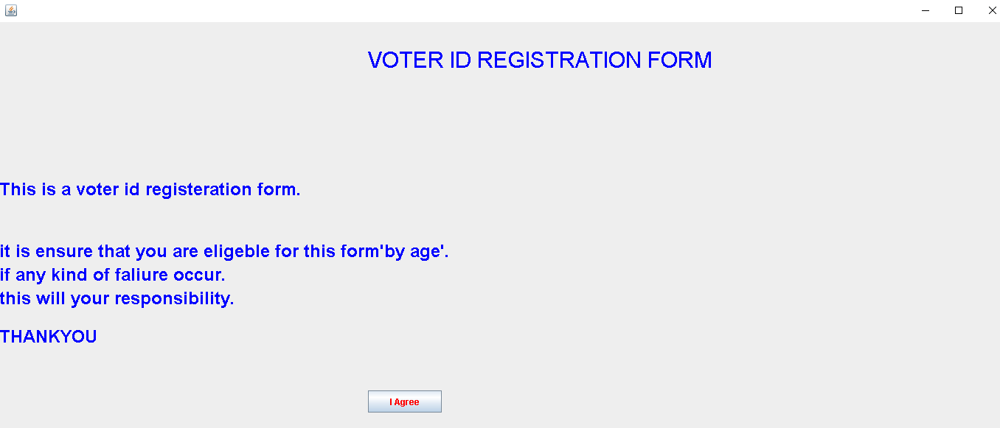 VOTER ID REGISTRATION FORM
This is a voter id registeration form.
it is ensure that you are eligeble for this form'by age'.
if any kind of faliure occur.
this will your responsibility.
THANKYOU
I Agree